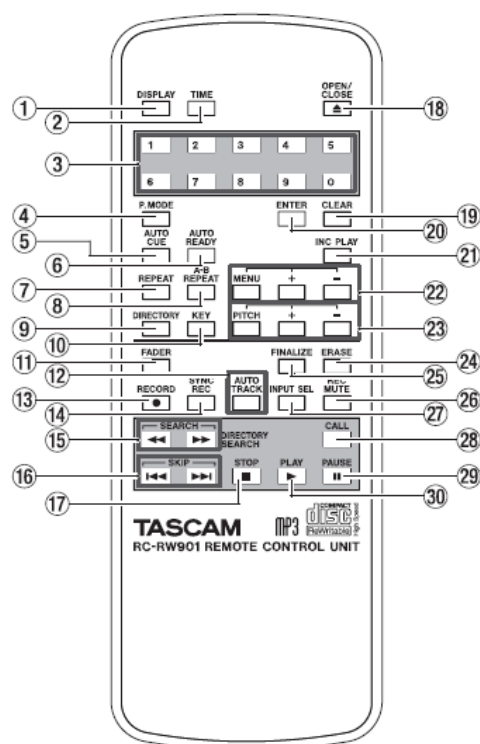 DISPLAY TIME OPEN/CLOSE
1 2 18
1 2 3 4 5
3
6 7 8 9 0
4 P.MODE ENTER CLEAR 19
20
5 AUTO CUE AUTO READY INC PLAY 21
6
7 REPEAT A-B REPEAT MENU + − 22
8
9 DIRECTORY KEY PITCH + − 23
10
11 FADER FINALIZE ERASE 24
12 25
13 RECORD SYNC REC AUTO TRACK INPUT SEL REC MUTE 26
14 27
15 SEARCH DIRECTORY SEARCH CALL 28
16 SKIP STOP PLAY PAUSE 29
17 30
TASCAM MP3 COMPACT disc ReWritable High Speed
RC-RW901 REMOTE CONTROL UNIT